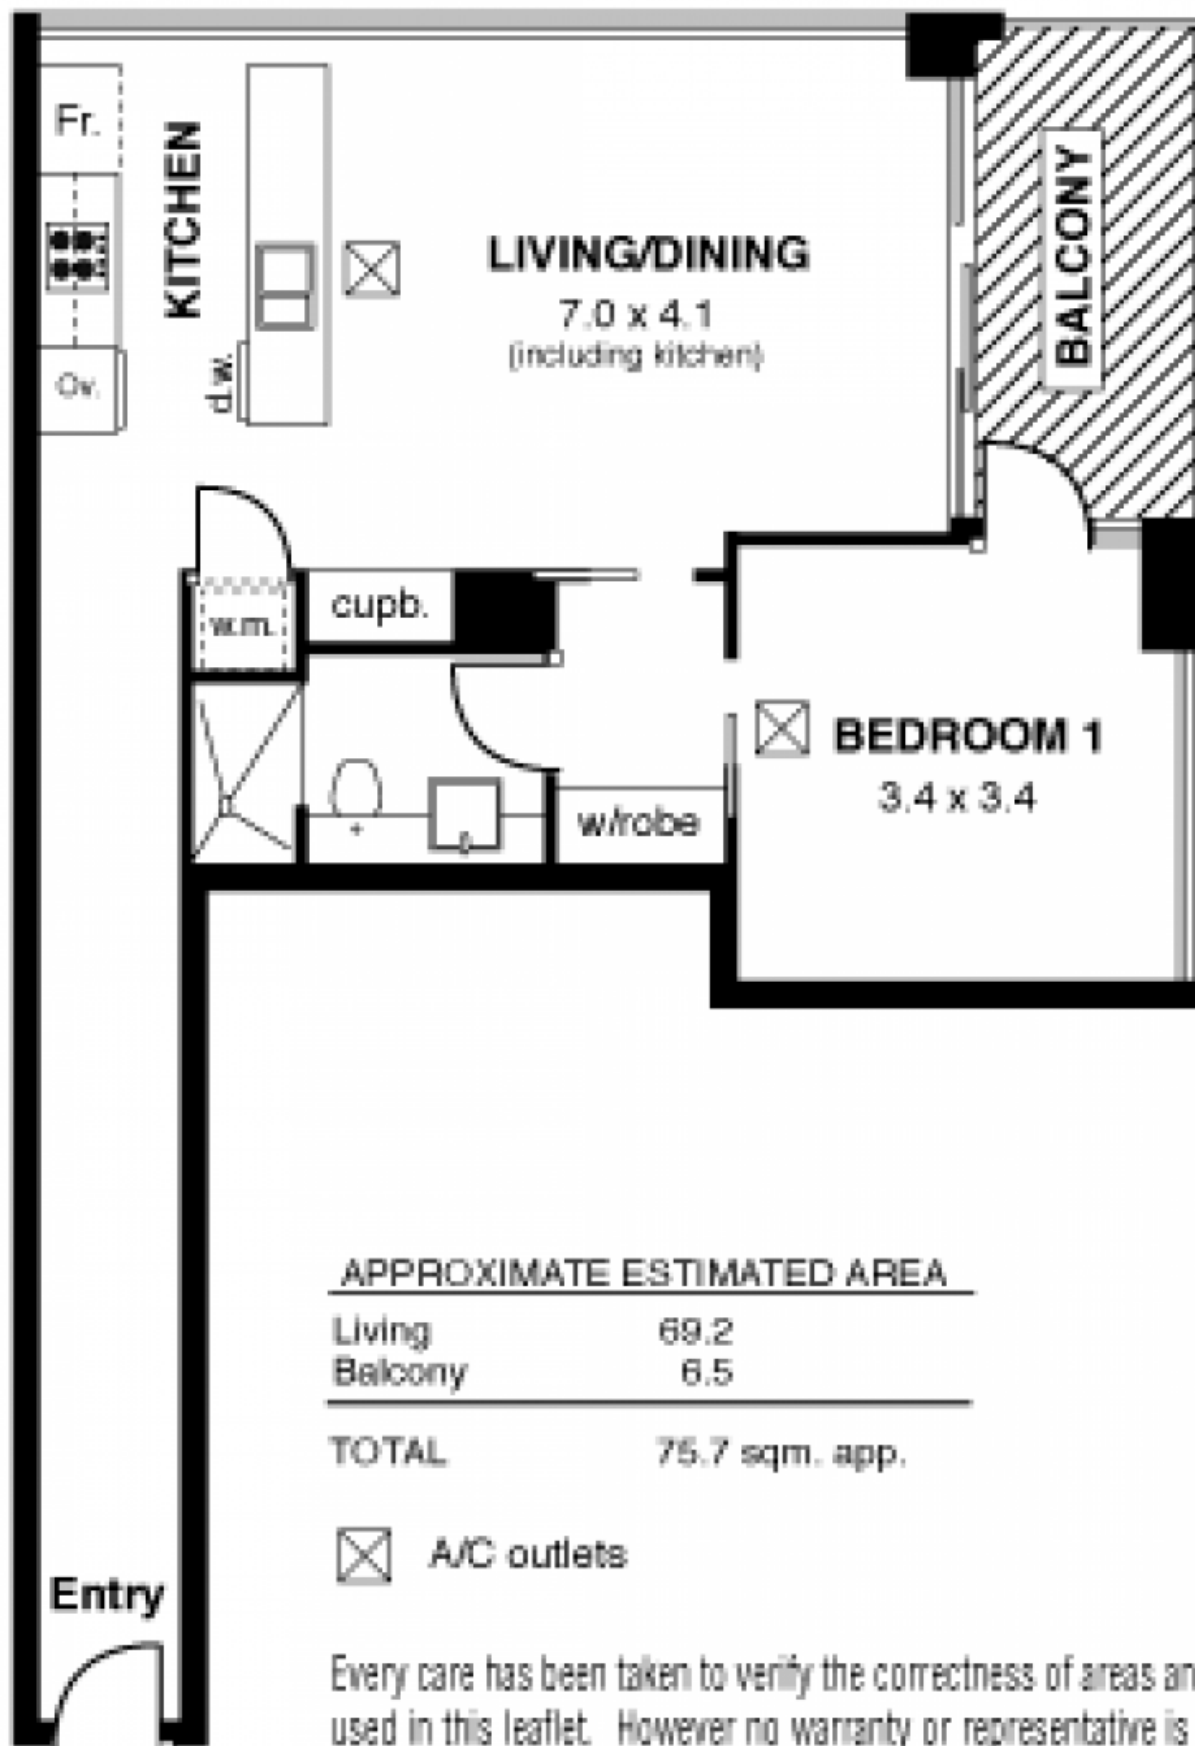 Fr.
KITCHEN
Ov.
d.w.
LIVING/DINING
7.0 x 4.1
(including kitchen)
BALCONY
w.m.
cupb.
w/robe
BEDROOM 1
3.4 x 3.4
APPROXIMATE ESTIMATED AREA
Living 69.2
Balcony 6.5
TOTAL 75.7 sqm. app.
A/C outlets
Entry
Every care has been taken to verify the correctness of areas an
used in this leaflet. However no warranty or representative is